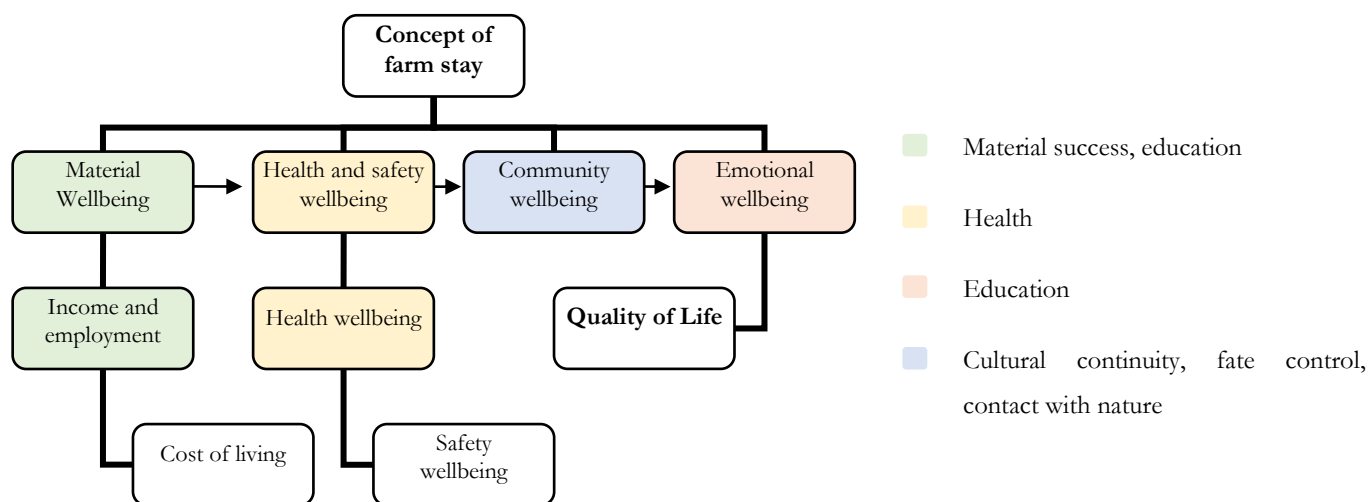 Concept of
farm stay
Material
Wellbeing
Health and safety
wellbeing
Community
wellbeing
Emotional
wellbeing
Income and
employment
Health wellbeing
Quality of Life
Cost of living
Safety
wellbeing
Material success, education
Health
Education
Cultural continuity, fate control,
contact with nature